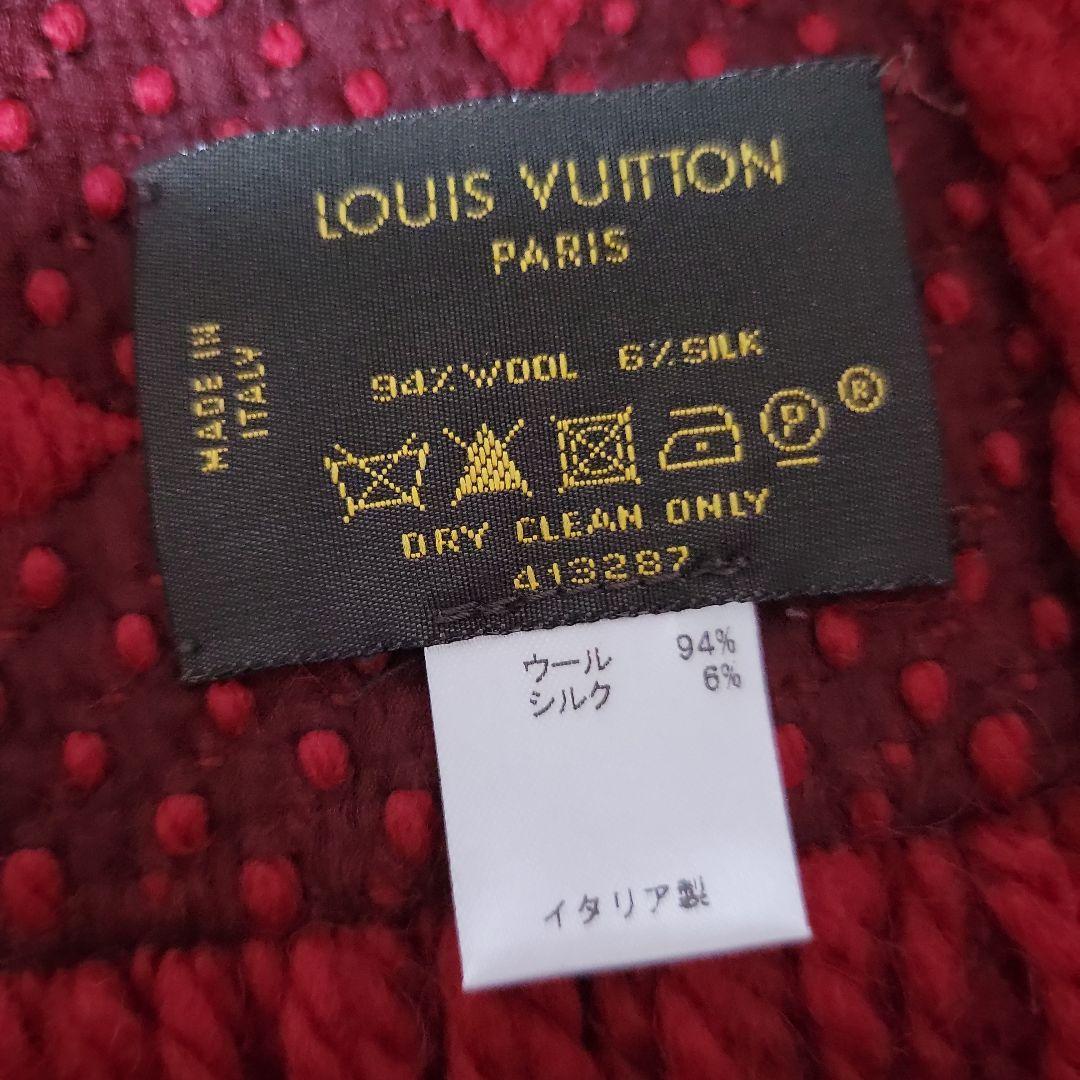 LOUIS VUITTON
PARIS
MADE IN
ITALY
94% WOOL 6% SILK
P
®
DRY CLEAN ONLY
413287
ウール 94%
シルク 6%
イタリア製